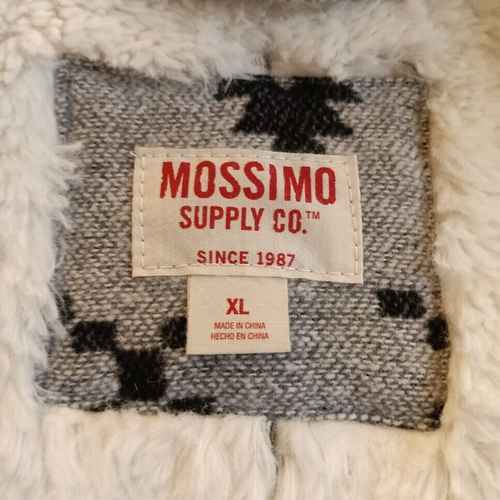 MOSSIMO
SUPPLY CO.™
SINCE 1987
XL
MADE IN CHINA
HECHO EN CHINA